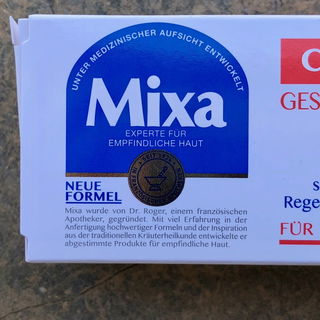 UNTER MEDIZINISCHER AUFSICHT ENTWICKELT
Mixa
EXPERTE FÜR
EMPFINDLICHE HAUT
NEUE
FORMEL
Mixa wurde von Dr. Roger, einem französischen
Apotheker, gegründet. Mit viel Erfahrung in der
Anfertigung hochwertiger Formeln und der Inspiration
aus der traditionellen Kräuterheilkunde entwickelte er
abgestimmte Produkte für empfindliche Haut.
C
GES
s
Rege
FÜR